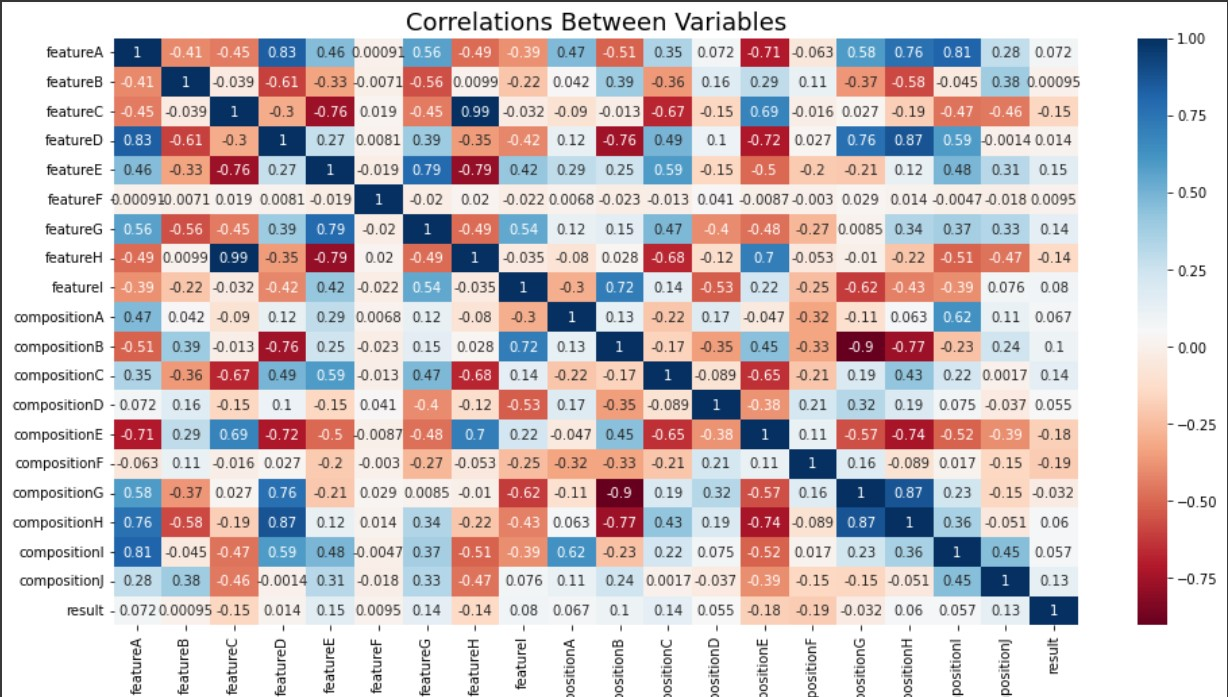 Correlations Between Variables
featureA 1 -0.41 -0.45 0.83 0.46 0.00091 0.56 -0.49 -0.39 0.47 -0.51 0.35 0.072 -0.71 -0.063 0.58 0.76 0.81 0.28 0.072
featureB -0.41 1 -0.039 -0.61 -0.33 -0.0071 -0.56 0.0099 -0.22 0.042 0.39 -0.36 0.16 0.29 0.11 -0.37 -0.58 -0.045 0.38 0.00095
featureC -0.45 -0.039 1 -0.3 -0.76 0.019 -0.45 0.99 -0.032 -0.09 -0.013 -0.67 -0.15 0.69 -0.016 0.027 -0.19 -0.47 -0.46 -0.15
featureD 0.83 -0.61 -0.3 1 0.27 0.0081 0.39 -0.35 -0.42 0.12 -0.76 0.49 0.1 -0.72 0.027 0.76 0.87 0.59 -0.0014 0.014
featureE 0.46 -0.33 -0.76 0.27 1 -0.019 0.79 -0.79 0.42 0.29 0.25 0.59 -0.15 -0.5 -0.2 -0.21 0.12 0.48 0.31 0.15
featureF 0.00091 -0.0071 0.019 0.0081 -0.019 1 -0.02 0.02 -0.022 0.0068 -0.023 -0.013 0.041 -0.0087 -0.003 0.029 0.014 -0.0047 -0.018 0.0095
featureG 0.56 -0.56 -0.45 0.39 0.79 -0.02 1 -0.49 0.54 0.12 0.15 0.47 -0.4 -0.48 -0.27 0.0085 0.34 0.37 0.33 0.14
featureH -0.49 0.0099 0.99 -0.35 -0.79 0.02 -0.49 1 -0.035 -0.08 0.028 -0.68 -0.12 0.7 -0.053 -0.01 -0.22 -0.51 -0.47 -0.14
featureI -0.39 -0.22 -0.032 -0.42 0.42 -0.022 0.54 -0.035 1 -0.3 0.72 0.14 -0.53 0.22 -0.25 -0.62 -0.43 -0.39 0.076 0.08
compositionA 0.47 0.042 -0.09 0.12 0.29 0.0068 0.12 -0.08 -0.3 1 0.13 -0.22 0.17 -0.047 -0.32 -0.11 0.063 0.62 0.11 0.067
compositionB -0.51 0.39 -0.013 -0.76 0.25 -0.023 0.15 0.028 0.72 0.13 1 -0.17 -0.35 0.45 -0.33 -0.9 -0.77 -0.23 0.24 0.1
compositionC 0.35 -0.36 -0.67 0.49 0.59 -0.013 0.47 -0.68 0.14 -0.22 -0.17 1 -0.089 -0.65 -0.21 0.19 0.43 0.22 0.0017 0.14
compositionD 0.072 0.16 -0.15 0.1 -0.15 0.041 -0.4 -0.12 -0.53 0.17 -0.35 -0.089 1 -0.38 0.21 0.32 0.19 0.075 -0.037 0.055
compositionE -0.71 0.29 0.69 -0.72 -0.5 -0.0087 -0.48 0.7 0.22 -0.047 0.45 -0.65 -0.38 1 0.11 -0.57 -0.74 -0.52 -0.39 -0.18
compositionF -0.063 0.11 -0.016 0.027 -0.2 -0.003 -0.27 -0.053 -0.25 -0.32 -0.33 -0.21 0.21 0.11 1 0.16 -0.089 0.017 -0.15 -0.19
compositionG 0.58 -0.37 0.027 0.76 -0.21 0.029 0.0085 -0.01 -0.62 -0.11 -0.9 0.19 0.32 -0.57 0.16 1 0.87 0.23 -0.15 -0.032
compositionH 0.76 -0.58 -0.19 0.87 0.12 0.014 0.34 -0.22 -0.43 0.063 -0.77 0.43 0.19 -0.74 -0.089 0.87 1 0.36 -0.051 0.06
compositionI 0.81 -0.045 -0.47 0.59 0.48 -0.0047 0.37 -0.51 -0.39 0.62 -0.23 0.22 0.075 -0.52 0.017 0.23 0.36 1 0.45 0.057
compositionJ 0.28 0.38 -0.46 -0.0014 0.31 -0.018 0.33 -0.47 0.076 0.11 0.24 0.0017 -0.037 -0.39 -0.15 -0.15 -0.051 0.45 1 0.13
result 0.072 0.00095 -0.15 0.014 0.15 0.0095 0.14 -0.14 0.08 0.067 0.1 0.14 0.055 -0.18 -0.19 -0.032 0.06 0.057 0.13 1
featureA
featureB
featureC
featureD
featureE
featureF
featureG
featureH
featureI
positionA
positionB
positionC
positionD
positionE
positionF
positionG
positionH
positionI
positionJ
result
1.00
0.75
0.50
0.25
0.00
−0.25
−0.50
−0.75